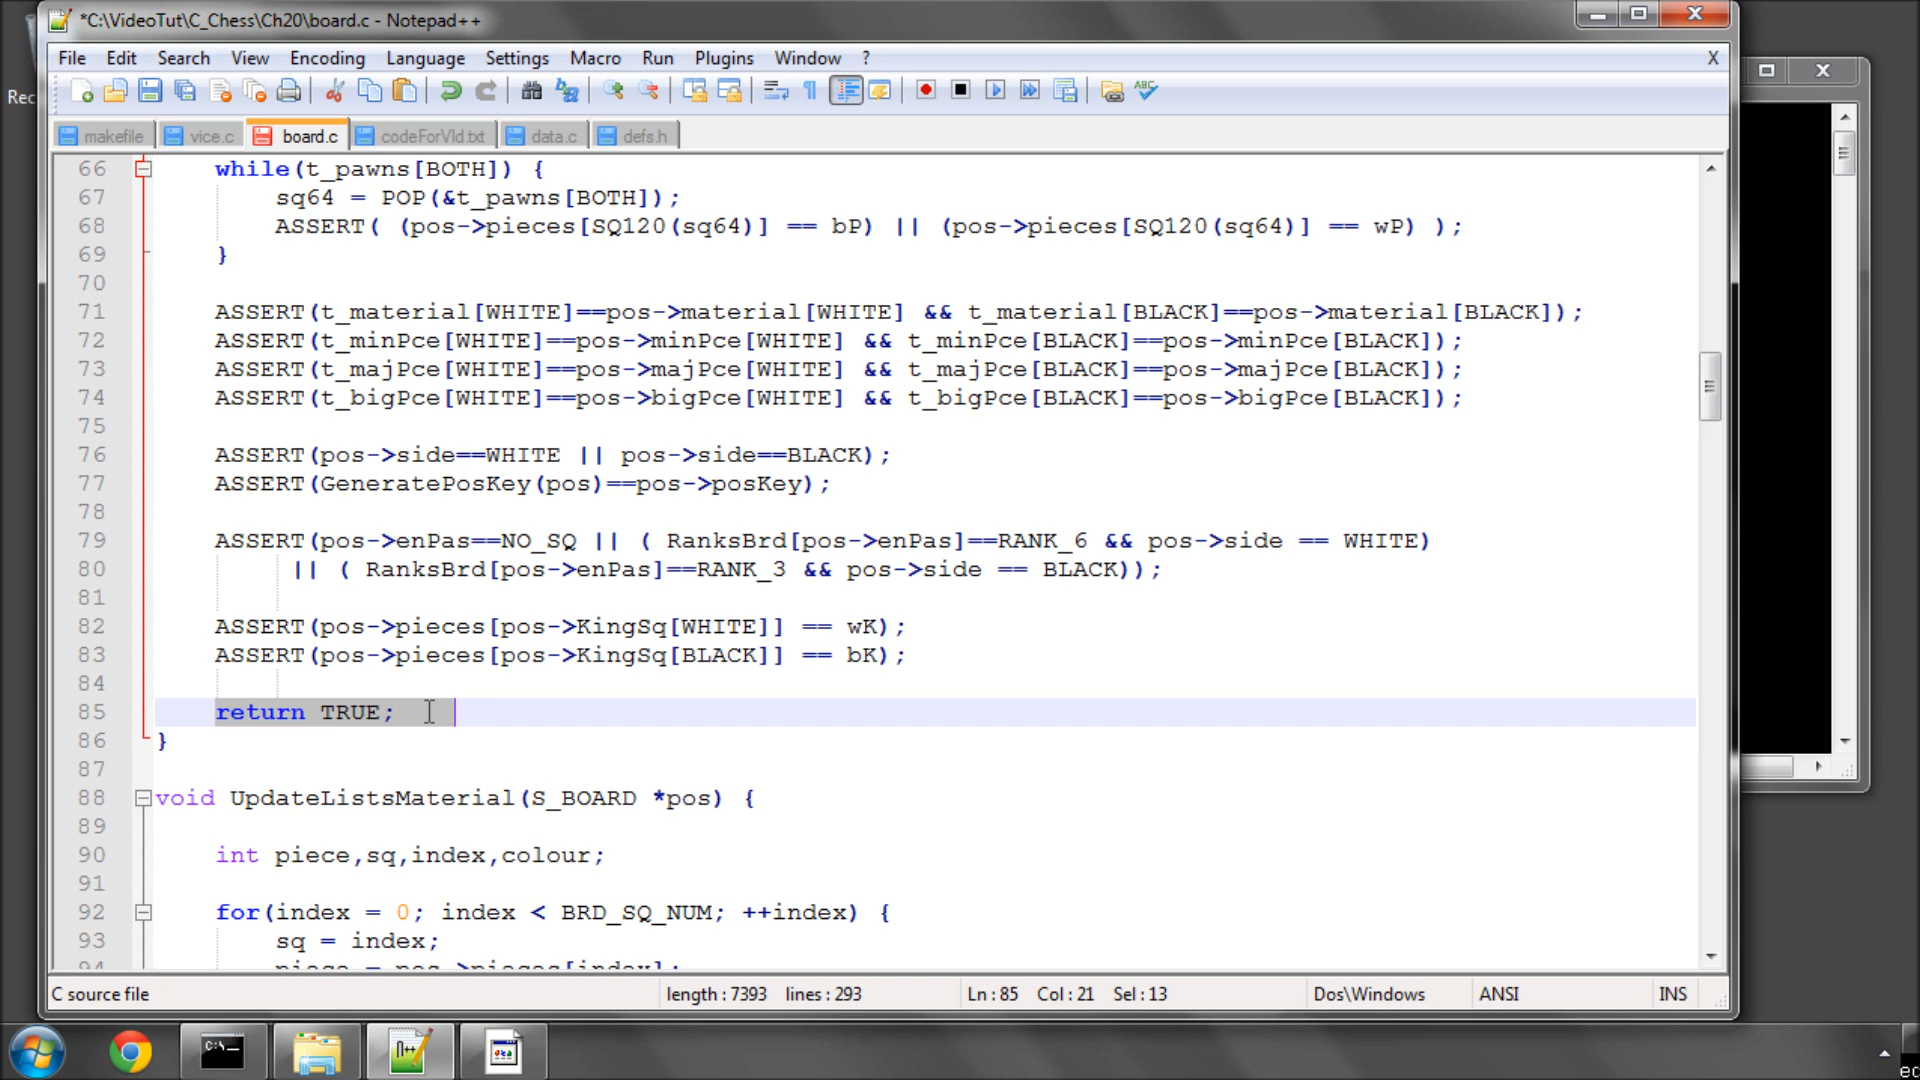 *C:\VideoTut\C_Chess\Ch20\board.c - Notepad++
File Edit Search View Encoding Language Settings Macro Run Plugins Window ? X
makefile vice.c board.c codeForVid.txt data.c defs.h
66 while(t_pawns[BOTH]) {
67 sq64 = POP(&t_pawns[BOTH]);
68 ASSERT( (pos->pieces[SQ120(sq64)] == bP) || (pos->pieces[SQ120(sq64)] == wP) );
69 }
70
71 ASSERT(t_material[WHITE]==pos->material[WHITE] && t_material[BLACK]==pos->material[BLACK]);
72 ASSERT(t_minPce[WHITE]==pos->minPce[WHITE] && t_minPce[BLACK]==pos->minPce[BLACK]);
73 ASSERT(t_majPce[WHITE]==pos->majPce[WHITE] && t_majPce[BLACK]==pos->majPce[BLACK]);
74 ASSERT(t_bigPce[WHITE]==pos->bigPce[WHITE] && t_bigPce[BLACK]==pos->bigPce[BLACK]);
75
76 ASSERT(pos->side==WHITE || pos->side==BLACK);
77 ASSERT(GeneratePosKey(pos)==pos->posKey);
78
79 ASSERT(pos->enPas==NO_SQ || ( RanksBrd[pos->enPas]==RANK_6 && pos->side == WHITE)
80 || ( RanksBrd[pos->enPas]==RANK_3 && pos->side == BLACK));
81
82 ASSERT(pos->pieces[pos->KingSq[WHITE]] == wK);
83 ASSERT(pos->pieces[pos->KingSq[BLACK]] == bK);
84
85 return TRUE;
86 }
87
88 void UpdateListsMaterial(S_BOARD *pos) {
89
90 int piece,sq,index,colour;
91
92 for(index = 0; index < BRD_SQ_NUM; ++index) {
93 sq = index;
94 piece = pos->pieces[index];
C source file length : 7393 lines : 293 Ln : 85 Col : 21 Sel : 13 Dos\Windows ANSI INS
Rec